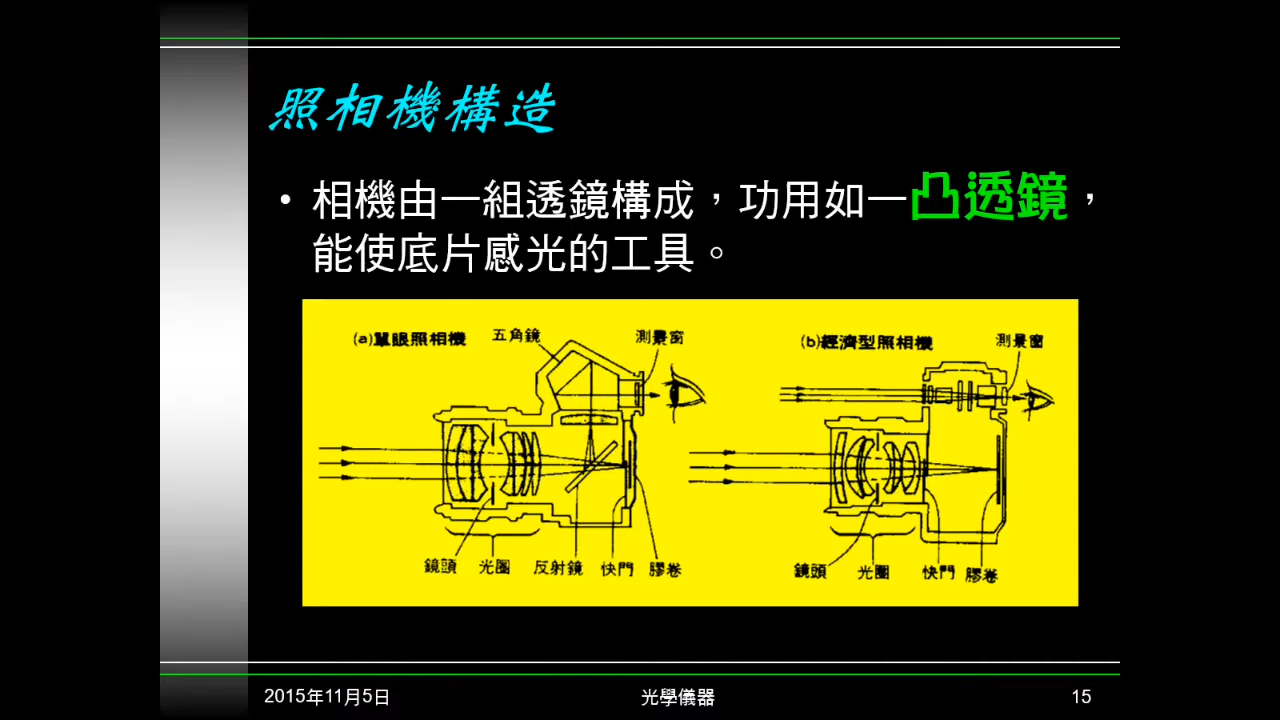 照相機構造
• 相機由一組透鏡構成，功用如一凸透鏡，
能使底片感光的工具。
(a)單眼照相機
五角鏡
測景窗
(b)經濟型照相機
測景窗
鏡頭
光圈
反射鏡
快門
膠卷
鏡頭
光圈
快門
膠卷
2015年11月5日
光學儀器
15